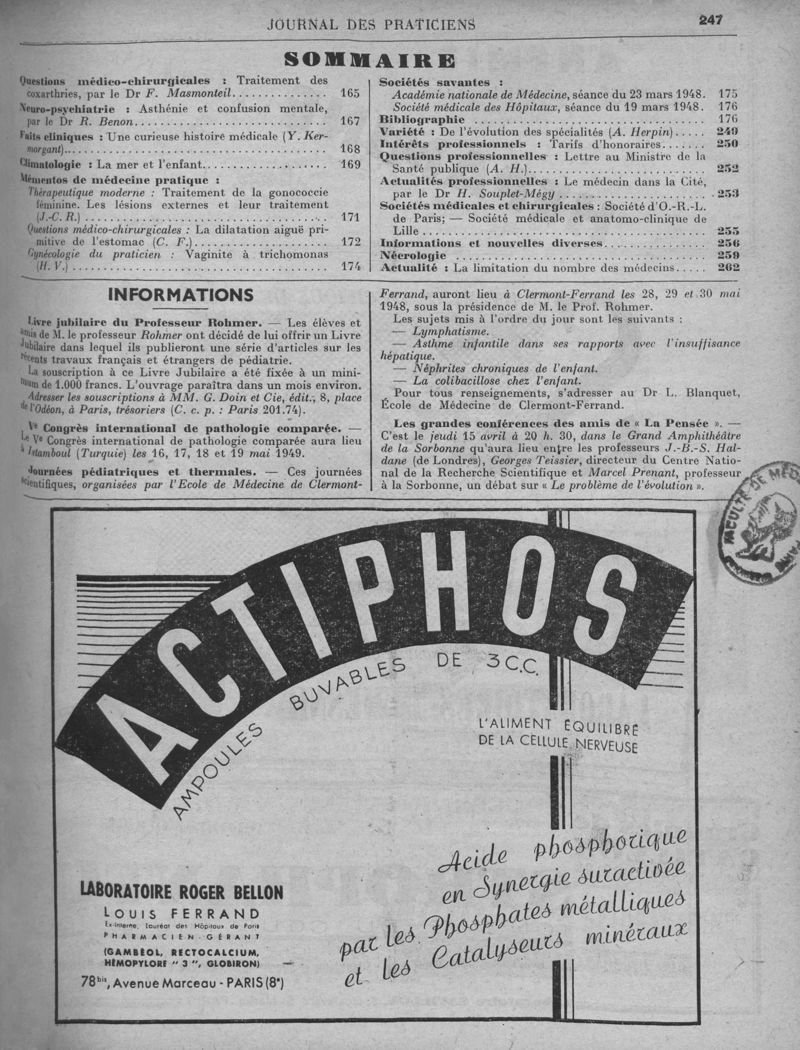 JOURNAL DES PRATICIENS 247
SOMMAIRE
Questions médico-chirurgicales : Traitement des
coxarthries, par le Dr F. Masmonteil............... 165
Neuro-psychiatrie : Asthénie et confusion mentale,
par le Dr R. Benon............................ 167
Faits cliniques : Une curieuse histoire médicale (Y. Ker-
morgant)..................................... 168
Climatologie : La mer et l'enfant.................... 169
Mémentos de médecine pratique :
Thérapeutique moderne : Traitement de la gonococcie
féminine. Les lésions externes et leur traitement
(J.-C. R.) ..................................... 171
Questions médico-chirurgicales : La dilatation aiguë pri-
mitive de l'estomac (C. F.)..................... 172
Gynécologie du praticien : Vaginite à trichomonas
(H. V.) ....................................... 174
Sociétés savantes :
Académie nationale de Médecine, séance du 23 mars 1948. 175
Société médicale des Hôpitaux, séance du 19 mars 1948. 176
Bibliographie ................................... 176
Variété : De l'évolution des spécialités (A. Herpin)..... 249
Intérêts professionnels : Tarifs d'honoraires........ 250
Questions professionnelles : Lettre au Ministre de la
Santé publique (A. H.)......................... 252
Actualités professionnelles : Le médecin dans la Cité,
par le Dr H. Souplet-Mégy ..................... 253
Sociétés médicales et chirurgicales : Société d'O.-R.-L.
de Paris; — Société médicale et anatomo-clinique de
Lille ......................................... 255
Informations et nouvelles diverses............... 256
Nécrologie ..................................... 259
Actualité : La limitation du nombre des médecins..... 262
INFORMATIONS
Livre jubilaire du Professeur Rohmer. — Les élèves et
amis de M. le professeur Rohmer ont décidé de lui offrir un Livre
Jubilaire dans lequel ils publieront une série d'articles sur les
récents travaux français et étrangers de pédiatrie.
La souscription à ce Livre Jubilaire a été fixée à un mini-
mum de 1.000 francs. L'ouvrage paraîtra dans un mois environ.
Adresser les souscriptions à MM. G. Doin et Cie, édit., 8, place
de l'Odéon, à Paris, trésoriers (C. c. p. : Paris 201.74).
Ve Congrès international de pathologie comparée. —
Le Ve Congrès international de pathologie comparée aura lieu
à Istamboul (Turquie) les 16, 17, 18 et 19 mai 1949.
Journées pédiatriques et thermales. — Ces journées
scientifiques, organisées par l'Ecole de Médecine de Clermont-
Ferrand, auront lieu à Clermont-Ferrand les 28, 29 et 30 mai
1948, sous la présidence de M. le Prof. Rohmer.
Les sujets mis à l'ordre du jour sont les suivants :
— Lymphatisme.
— Asthme infantile dans ses rapports avec l'insuffisance
hépatique.
— Néphrites chroniques de l'enfant.
— La colibacillose chez l'enfant.
Pour tous renseignements, s'adresser au Dr L. Blanquet,
École de Médecine de Clermont-Ferrand.
Les grandes conférences des amis de « La Pensée ». —
C'est le jeudi 15 avril à 20 h. 30, dans le Grand Amphithéâtre
de la Sorbonne qu'aura lieu entre les professeurs J.-B.-S. Hal-
dane (de Londres), Georges Teissier, directeur du Centre Natio-
nal de la Recherche Scientifique et Marcel Prenant, professeur
à la Sorbonne, un débat sur « Le problème de l'évolution ».
FACULTÉ DE MÉD
ACTIPHOS
AMPOULES BUVABLES DE 3 C.C.
L'ALIMENT ÉQUILIBRÉ
DE LA CELLULE NERVEUSE
Acide phosphorique
en Synergie suractivée
par les Phosphates métalliques
et les Catalyseurs minéraux
LABORATOIRE ROGER BELLON
LOUIS FERRAND
Ex-interne, lauréat des Hôpitaux de Paris
PHARMACIEN-GÉRANT
(GAMBÉOL, RECTOCALCIUM,
HÉMOPYLORE "3", GLOBIRON)
78bis, Avenue Marceau - PARIS (8e)